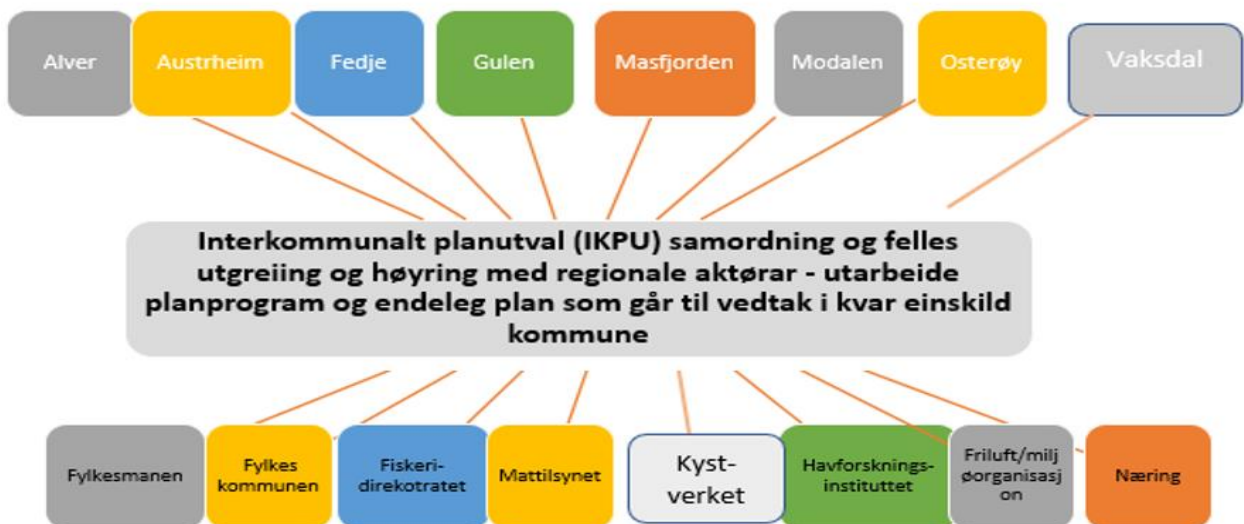 Alver
Austrheim
Fedje
Gulen
Masfjorden
Modalen
Osterøy
Vaksdal
Interkommunalt planutval (IKPU) samordning og felles
utgreiing og høyring med regionale aktørar - utarbeide
planprogram og endeleg plan som går til vedtak i kvar einskild
kommune
Fylkesmanen
Fylkes
kommunen
Fiskeri-
direkotratet
Mattilsynet
Kyst-
verket
Havforsknings-
instituttet
Friluft/milj
øorganisasj
on
Næring